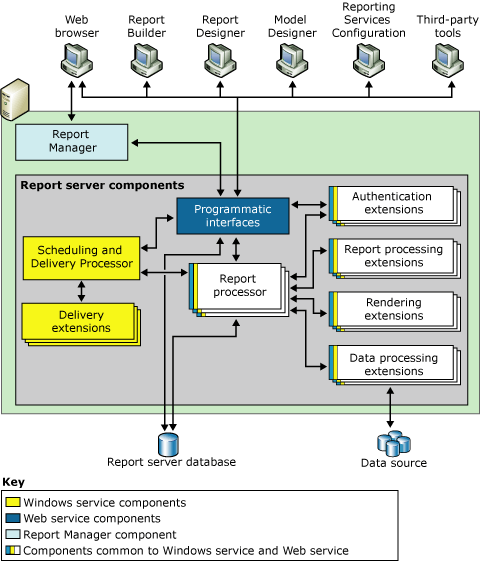 Web
browser
Report
Builder
Report
Designer
Model
Designer
Reporting
Services
Configuration
Third-party
tools
Report
Manager
Report server components
Programmatic
interfaces
Authentication
extensions
Scheduling and
Delivery Processor
Report processing
extensions
Report
processor
Delivery
extensions
Rendering
extensions
Data processing
extensions
Report server database
Data source
Key
Windows service components
Web service components
Report Manager component
Components common to Windows service and Web service